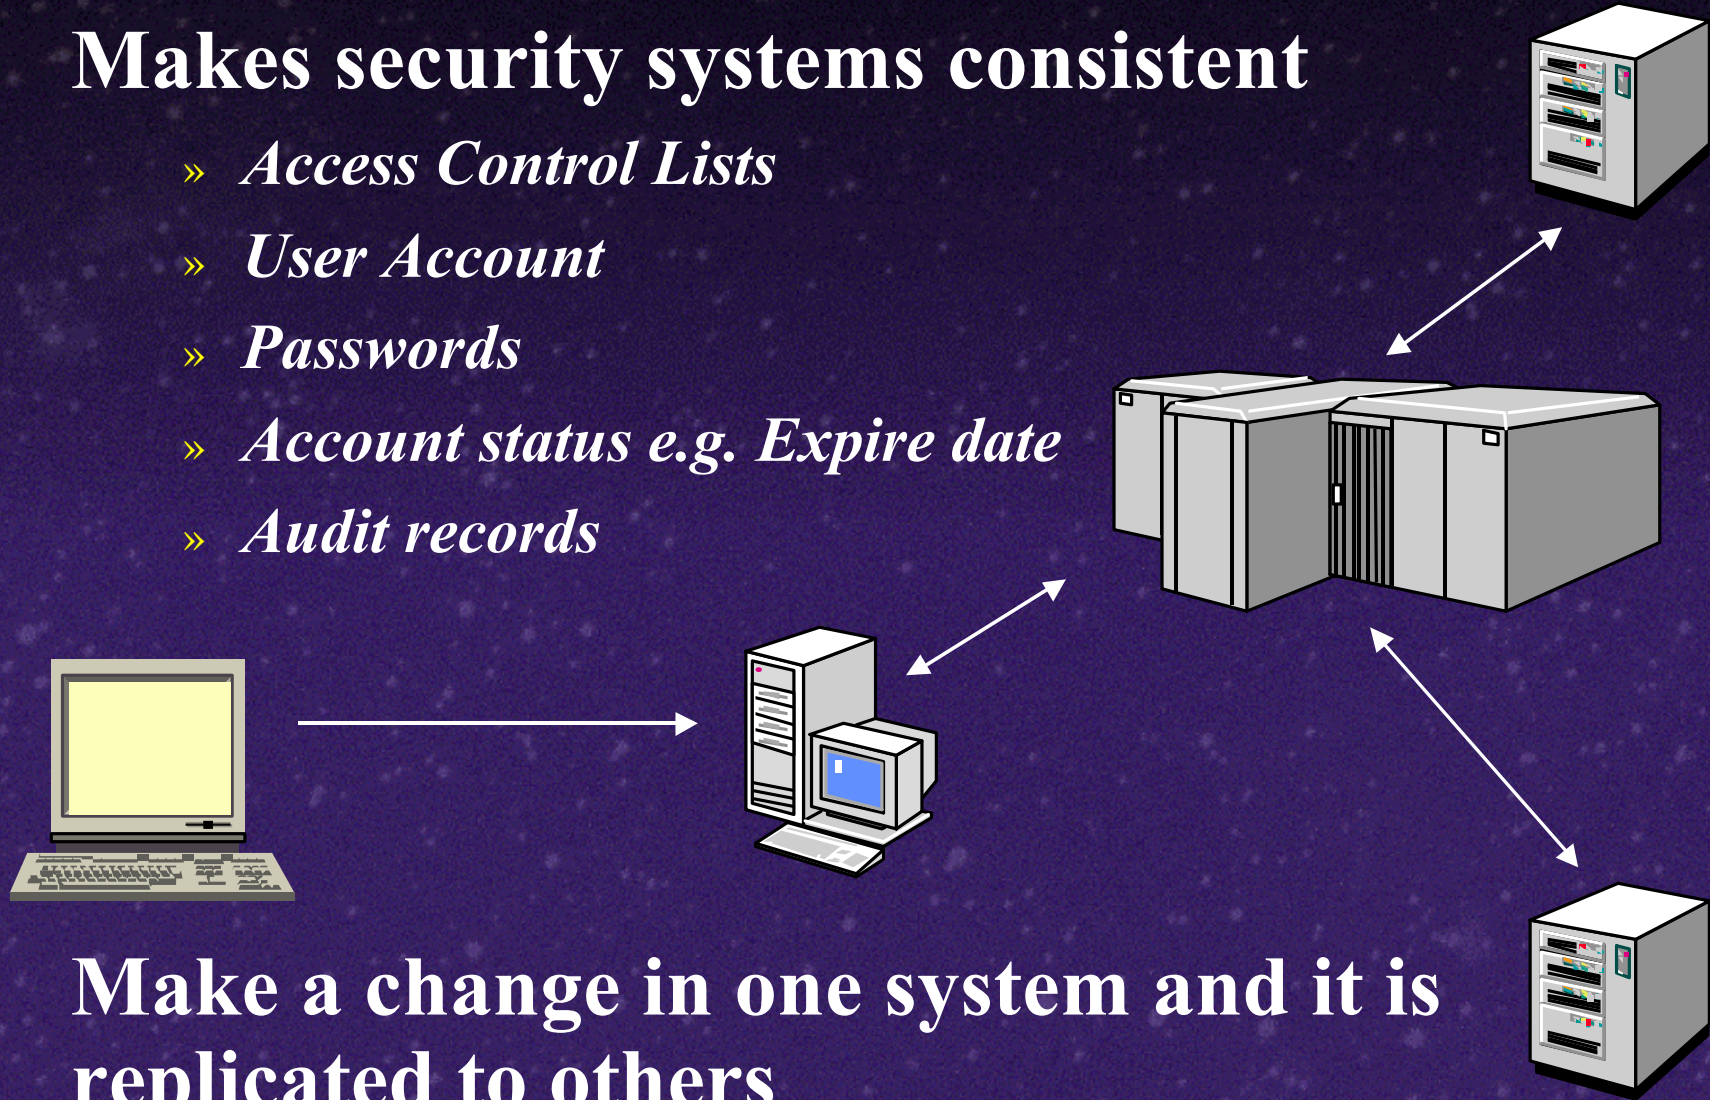 Makes security systems consistent
» Access Control Lists
» User Account
» Passwords
» Account status e.g. Expire date
» Audit records
Make a change in one system and it is
replicated to others